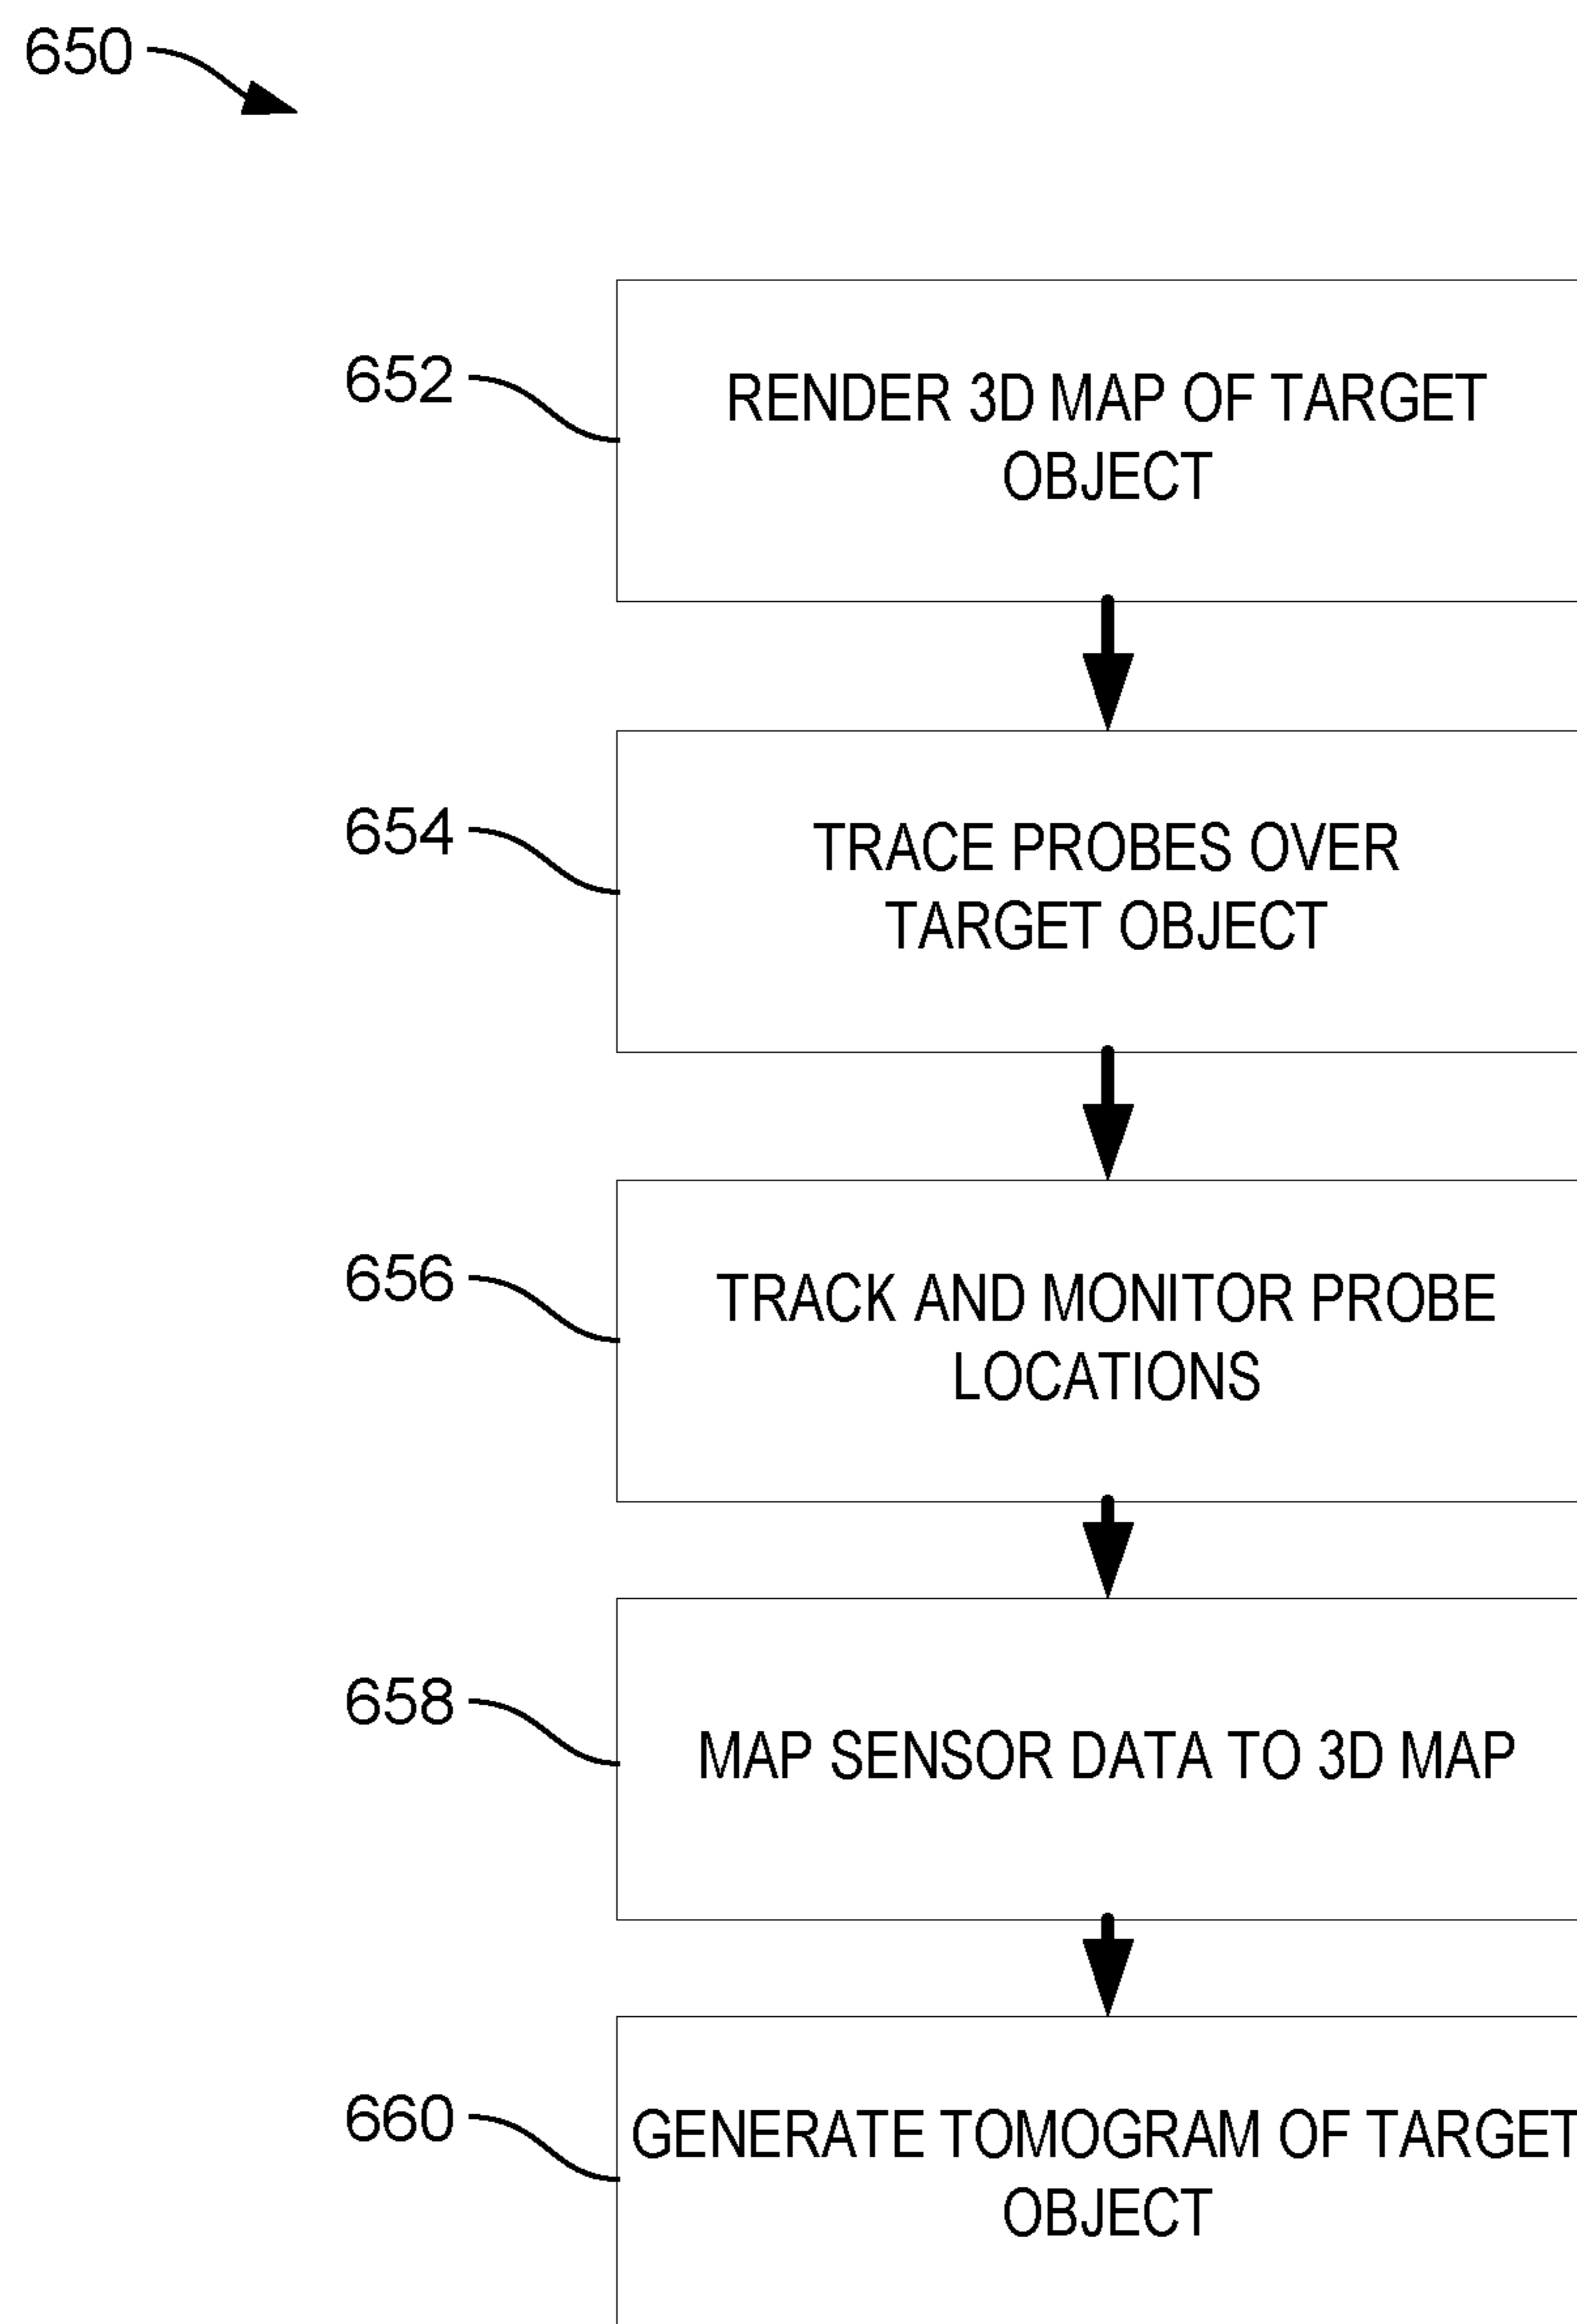 650
652
RENDER 3D MAP OF TARGET
OBJECT
654
TRACE PROBES OVER
TARGET OBJECT
656
TRACK AND MONITOR PROBE
LOCATIONS
658
MAP SENSOR DATA TO 3D MAP
660
GENERATE TOMOGRAM OF TARGET
OBJECT